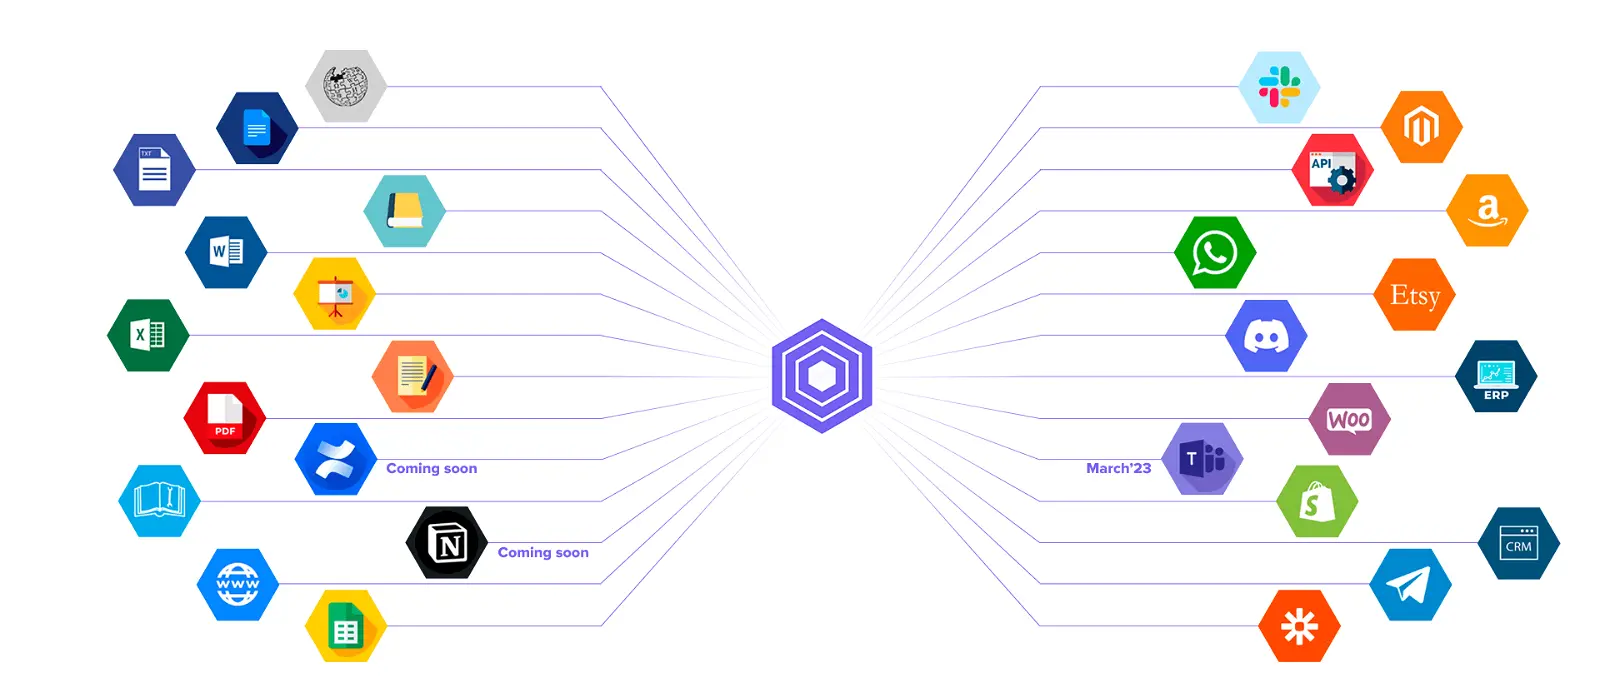 TXT
API
a
W
Etsy
X
ERP
PDF
WOO
Coming soon
March’23
T
S
N
Coming soon
CRM
WWW